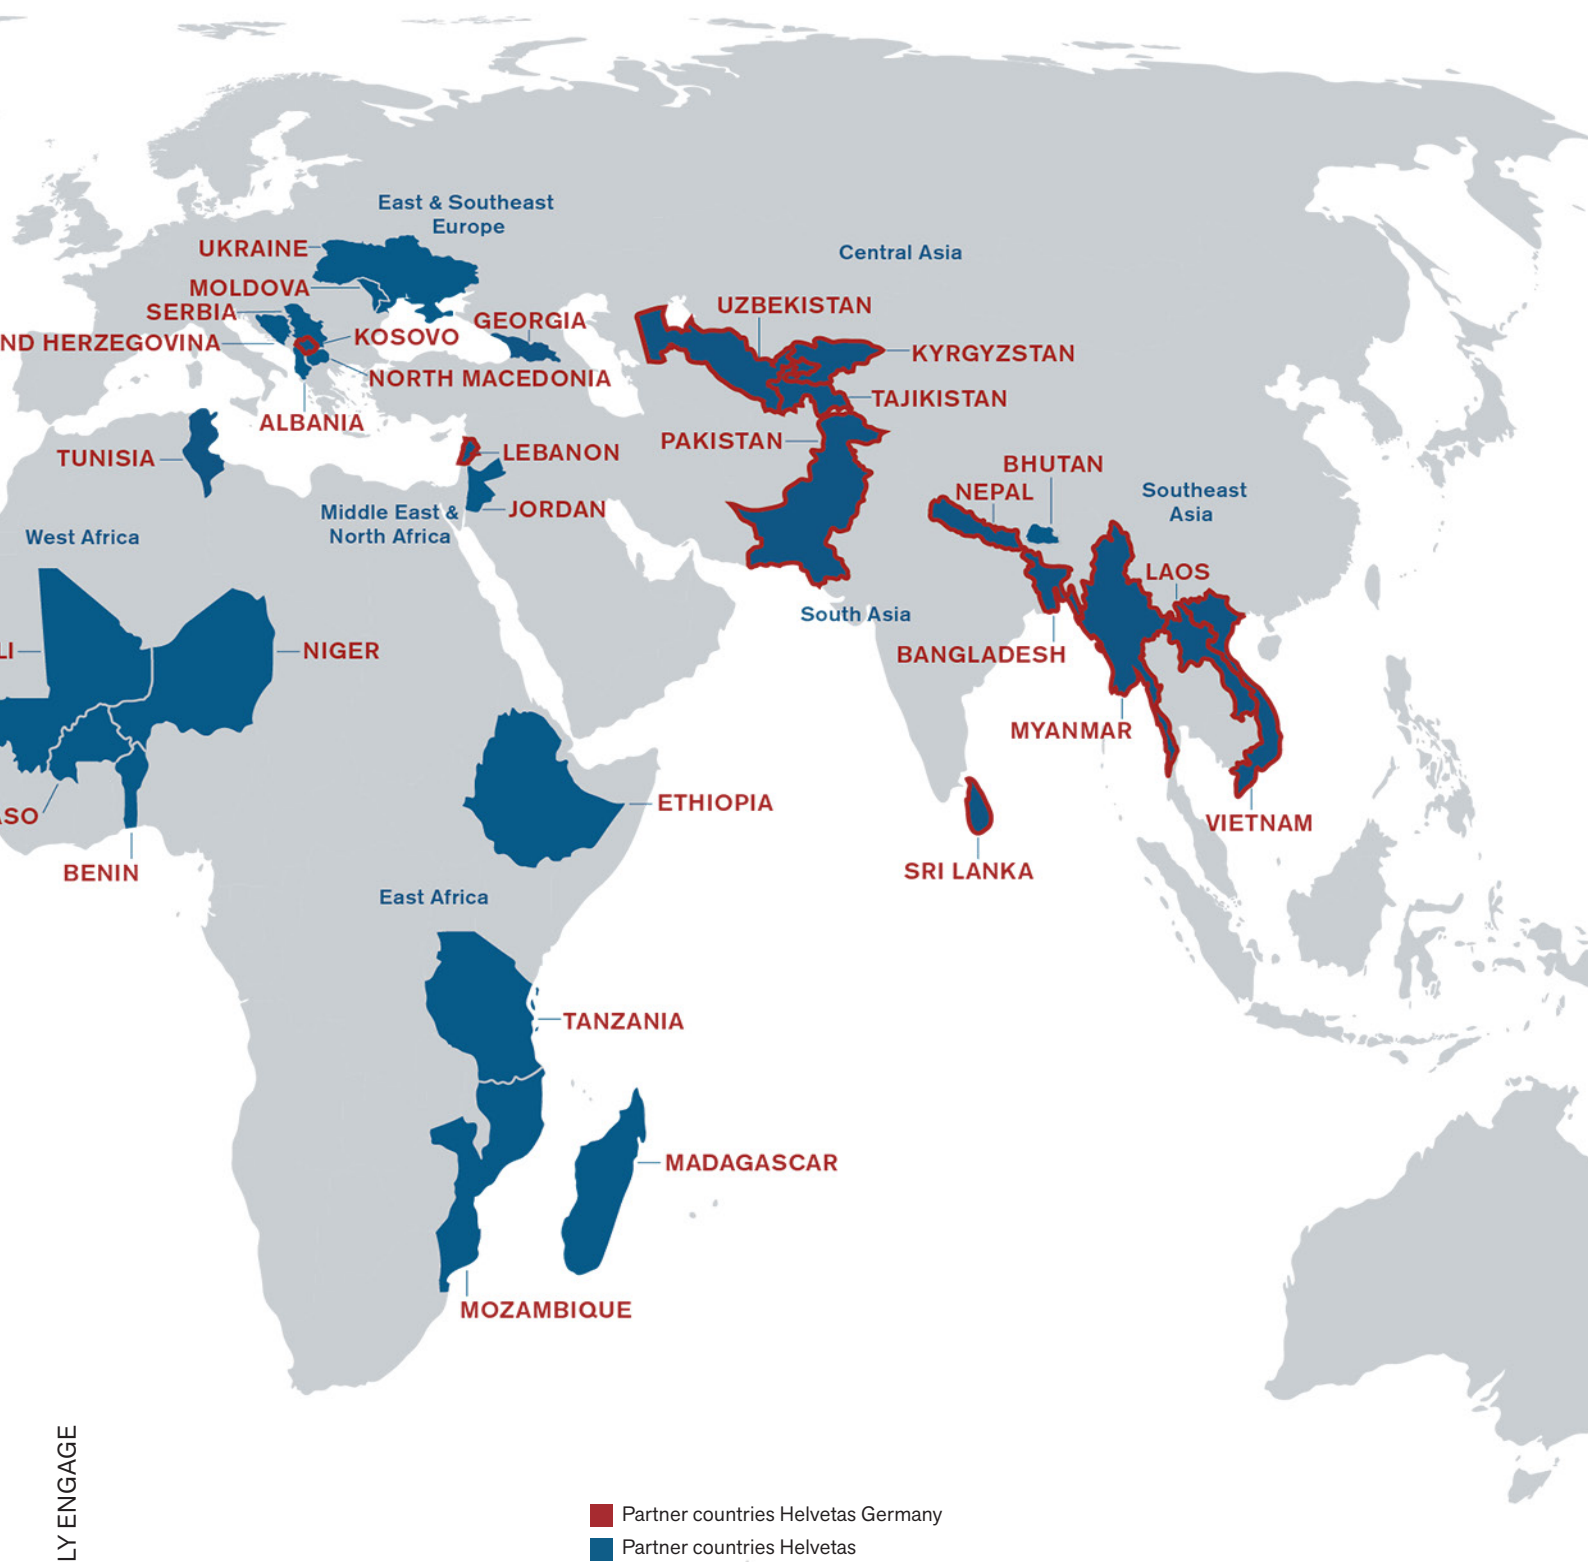 East & Southeast
Europe
UKRAINE
MOLDOVA
SERBIA
ND HERZEGOVINA
KOSOVO
GEORGIA
NORTH MACEDONIA
ALBANIA
Central Asia
UZBEKISTAN
KYRGYZSTAN
TAJIKISTAN
PAKISTAN
TUNISIA
LEBANON
JORDAN
Middle East &
North Africa
West Africa
BHUTAN
NEPAL
Southeast
Asia
LAOS
South Asia
BANGLADESH
MYANMAR
VIETNAM
SRI LANKA
LI
NIGER
ASO
BENIN
ETHIOPIA
East Africa
TANZANIA
MADAGASCAR
MOZAMBIQUE
LY ENGAGE
Partner countries Helvetas Germany
Partner countries Helvetas